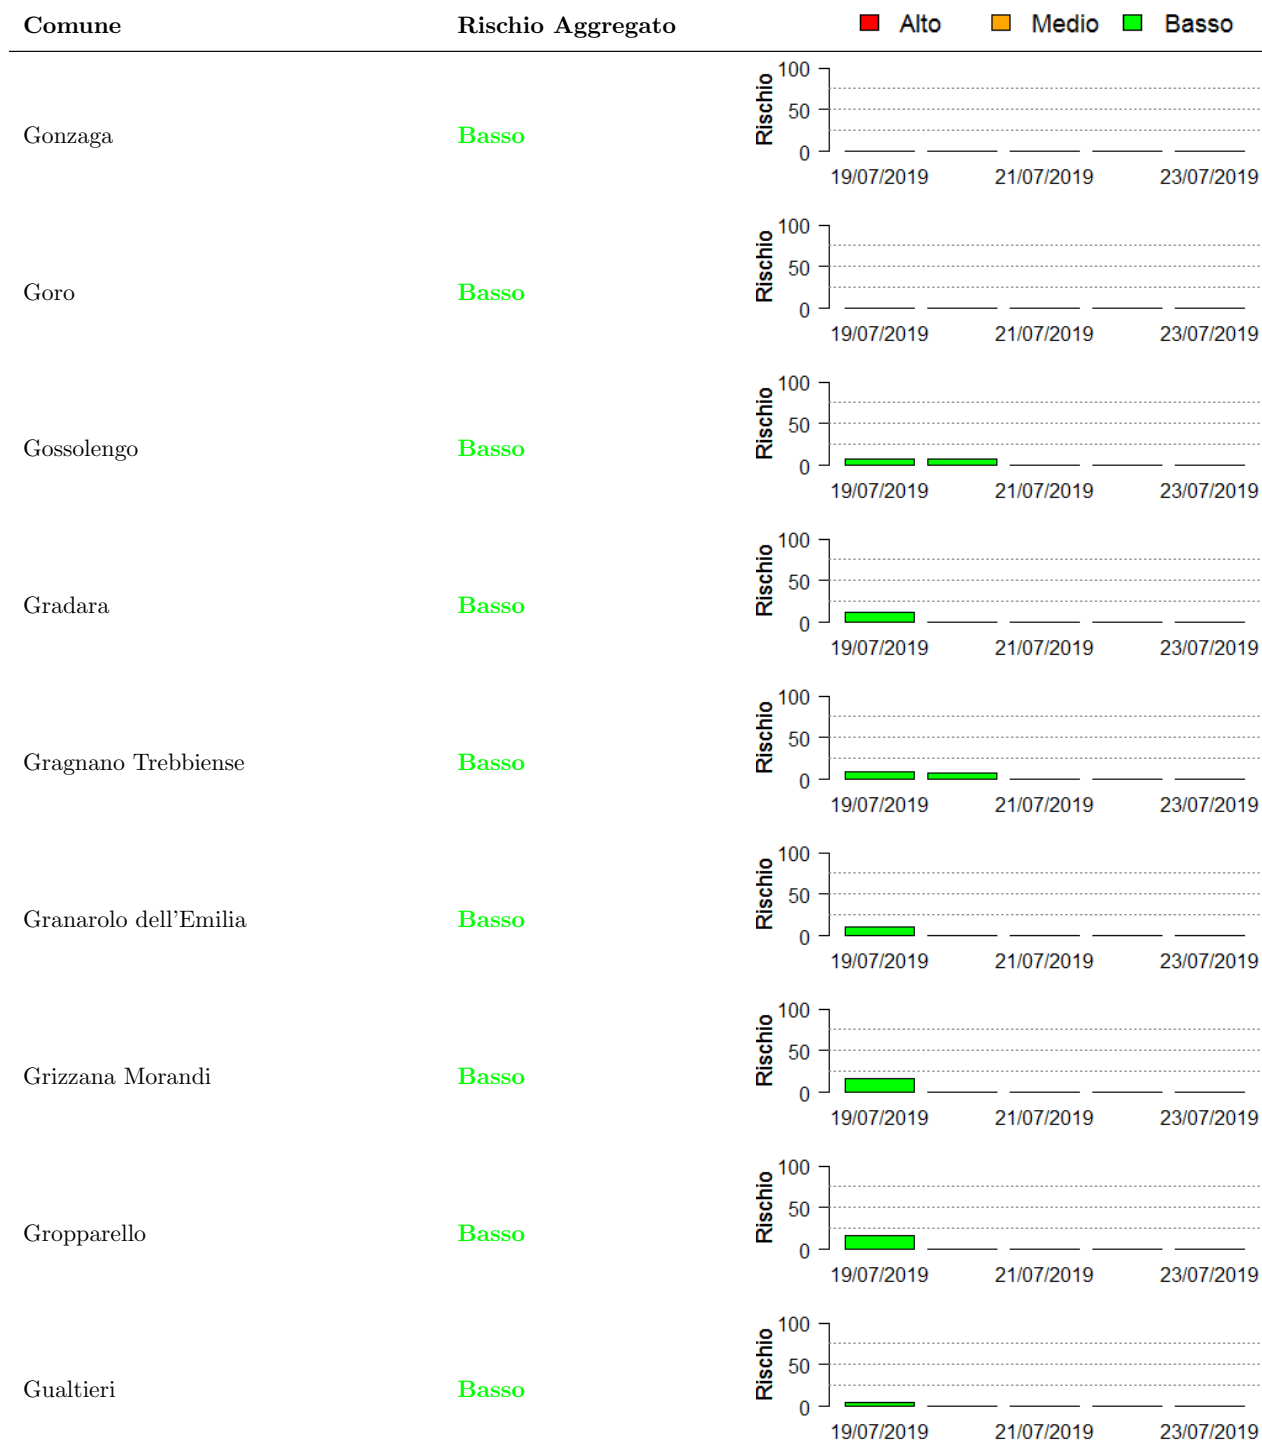 Comune Rischio Aggregato Alto Medio Basso
Gonzaga Basso Rischio 100 50 0
19/07/2019 21/07/2019 23/07/2019
Goro Basso Rischio 100 50 0
19/07/2019 21/07/2019 23/07/2019
Gossolengo Basso Rischio 100 50 0
19/07/2019 21/07/2019 23/07/2019
Gradara Basso Rischio 100 50 0
19/07/2019 21/07/2019 23/07/2019
Gragnano Trebbiense Basso Rischio 100 50 0
19/07/2019 21/07/2019 23/07/2019
Granarolo dell'Emilia Basso Rischio 100 50 0
19/07/2019 21/07/2019 23/07/2019
Grizzana Morandi Basso Rischio 100 50 0
19/07/2019 21/07/2019 23/07/2019
Gropparello Basso Rischio 100 50 0
19/07/2019 21/07/2019 23/07/2019
Gualtieri Basso Rischio 100 50 0
19/07/2019 21/07/2019 23/07/2019